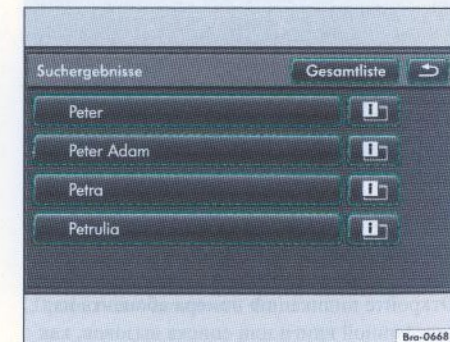 Suchergebnisse Gesamtliste
Peter
Peter Adam
Petra
Petrulia
Bra-0668